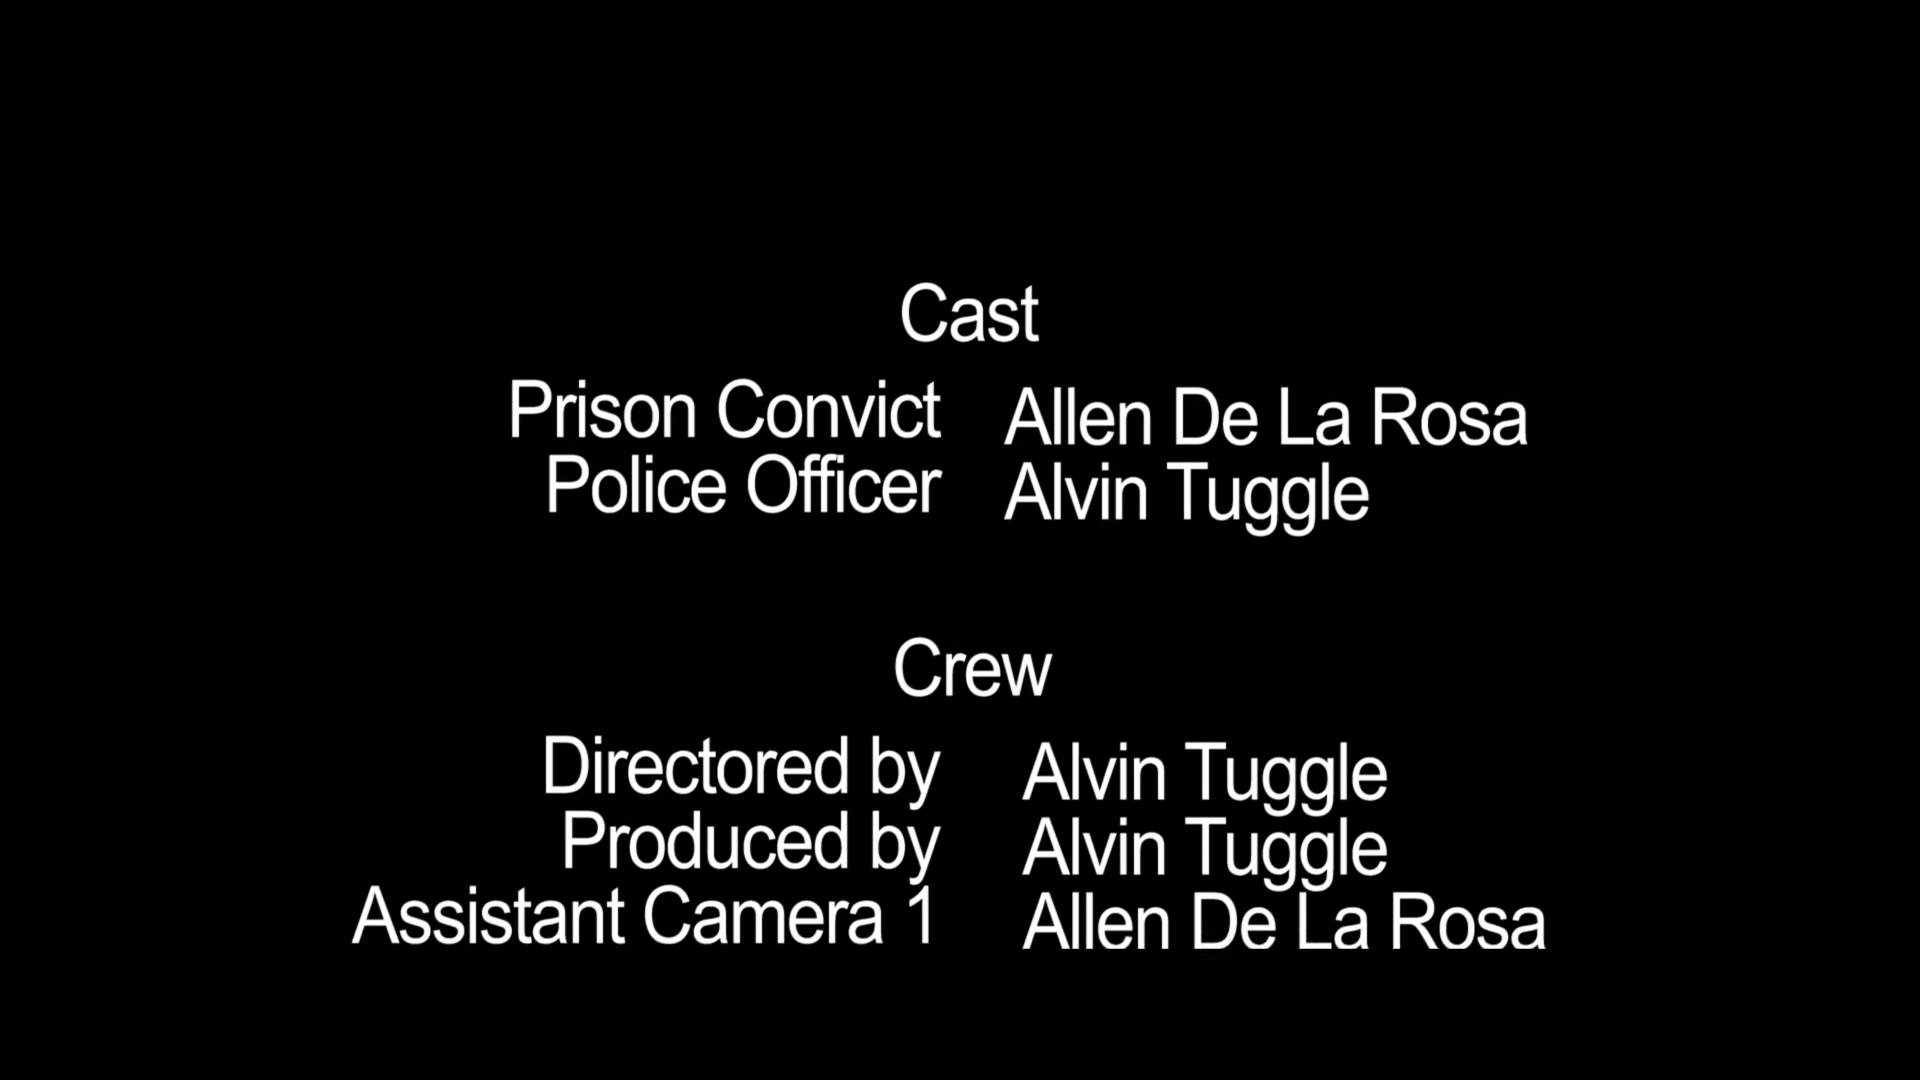 Cast
Prison Convict Allen De La Rosa
Police Officer Alvin Tuggle
Crew
Directored by Alvin Tuggle
Produced by Alvin Tuggle
Assistant Camera 1 Allen De La Rosa